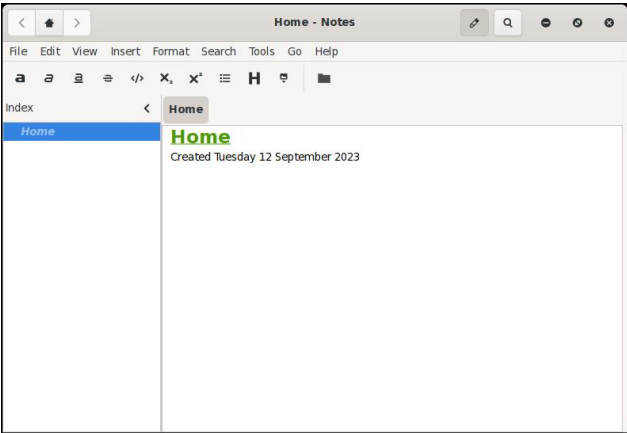 Home - Notes
File Edit View Insert Format Search Tools Go Help
a a a a </> X, X² H
Index
Home
Home
Home
Created Tuesday 12 September 2023